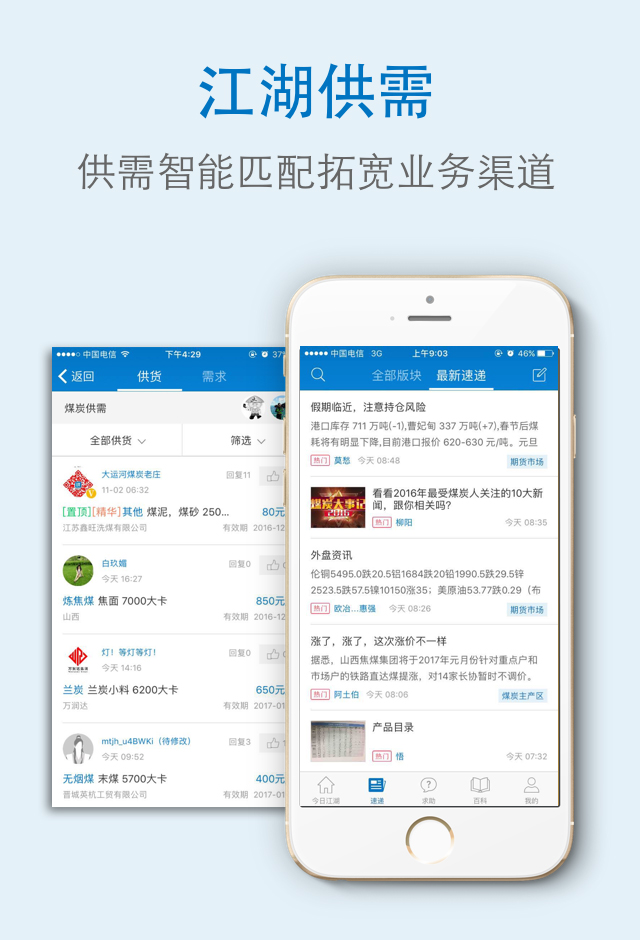 江湖供需
供需智能匹配拓宽业务渠道
中国电信
下午4:29
37
返回
供货
需求
煤炭供需
全部供货
筛选
大运河煤炭老庄
回复11
11-02 06:32
[置顶][精华]其他 煤泥，煤砂 250...
80元
江苏鑫旺洗煤有限公司
有效期 2016-12
白玖媚
回复0
今天 16:27
炼焦煤 焦面 7000大卡
850元
山西
有效期 2016-12
灯！等灯等灯！
回复0
今天 14:16
兰炭 兰炭小料 6200大卡
650元
万润达
有效期 2017-01
mtjh_u4BWKi（待修改）
回复3
今天 09:52
无烟煤 末煤 5700大卡
400元
晋城英杭工贸有限公司
有效期 2017-01
中国电信 3G
上午9:03
46%
全部版块
最新速递
假期临近，注意持仓风险
港口库存 711 万吨(-1),曹妃甸 337 万吨(+7),春节后煤
耗将有明显下降,目前港口报价 620-630 元/吨。元旦
热门 莫愁 今天 08:48
期货市场
煤炭大事记
2016
看看2016年最受煤炭人关注的10大新
闻，跟你相关吗？
热门 柳阳
今天 08:35
外盘资讯
伦铜5495.0跌20.5铝1684跌20铅1990.5跌29.5锌
2523.5跌57.5镍10150涨35；美原油53.77跌0.29（布
热门 欧冶...惠强 今天 08:26
期货市场
涨了，涨了，这次涨价不一样
据悉，山西焦煤集团将于2017年元月份针对重点户和
市场户的铁路直达煤提涨，对14家长协暂时不调价。
热门 阿土伯 今天 08:06
煤炭主产区
产品目录
热门 悟
今天 07:32
今日江湖
速递
求助
百科
我的